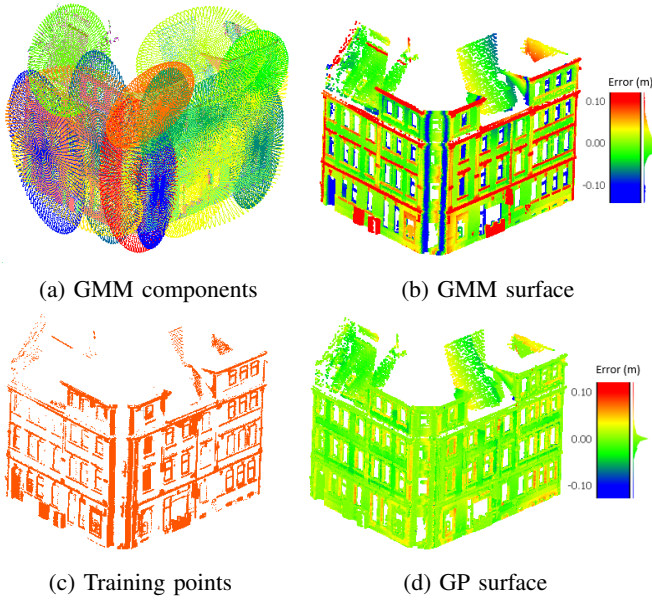 Error (m)
0.10
0.00
-0.10
(a) GMM components
(b) GMM surface
Error (m)
0.10
0.00
-0.10
(c) Training points
(d) GP surface